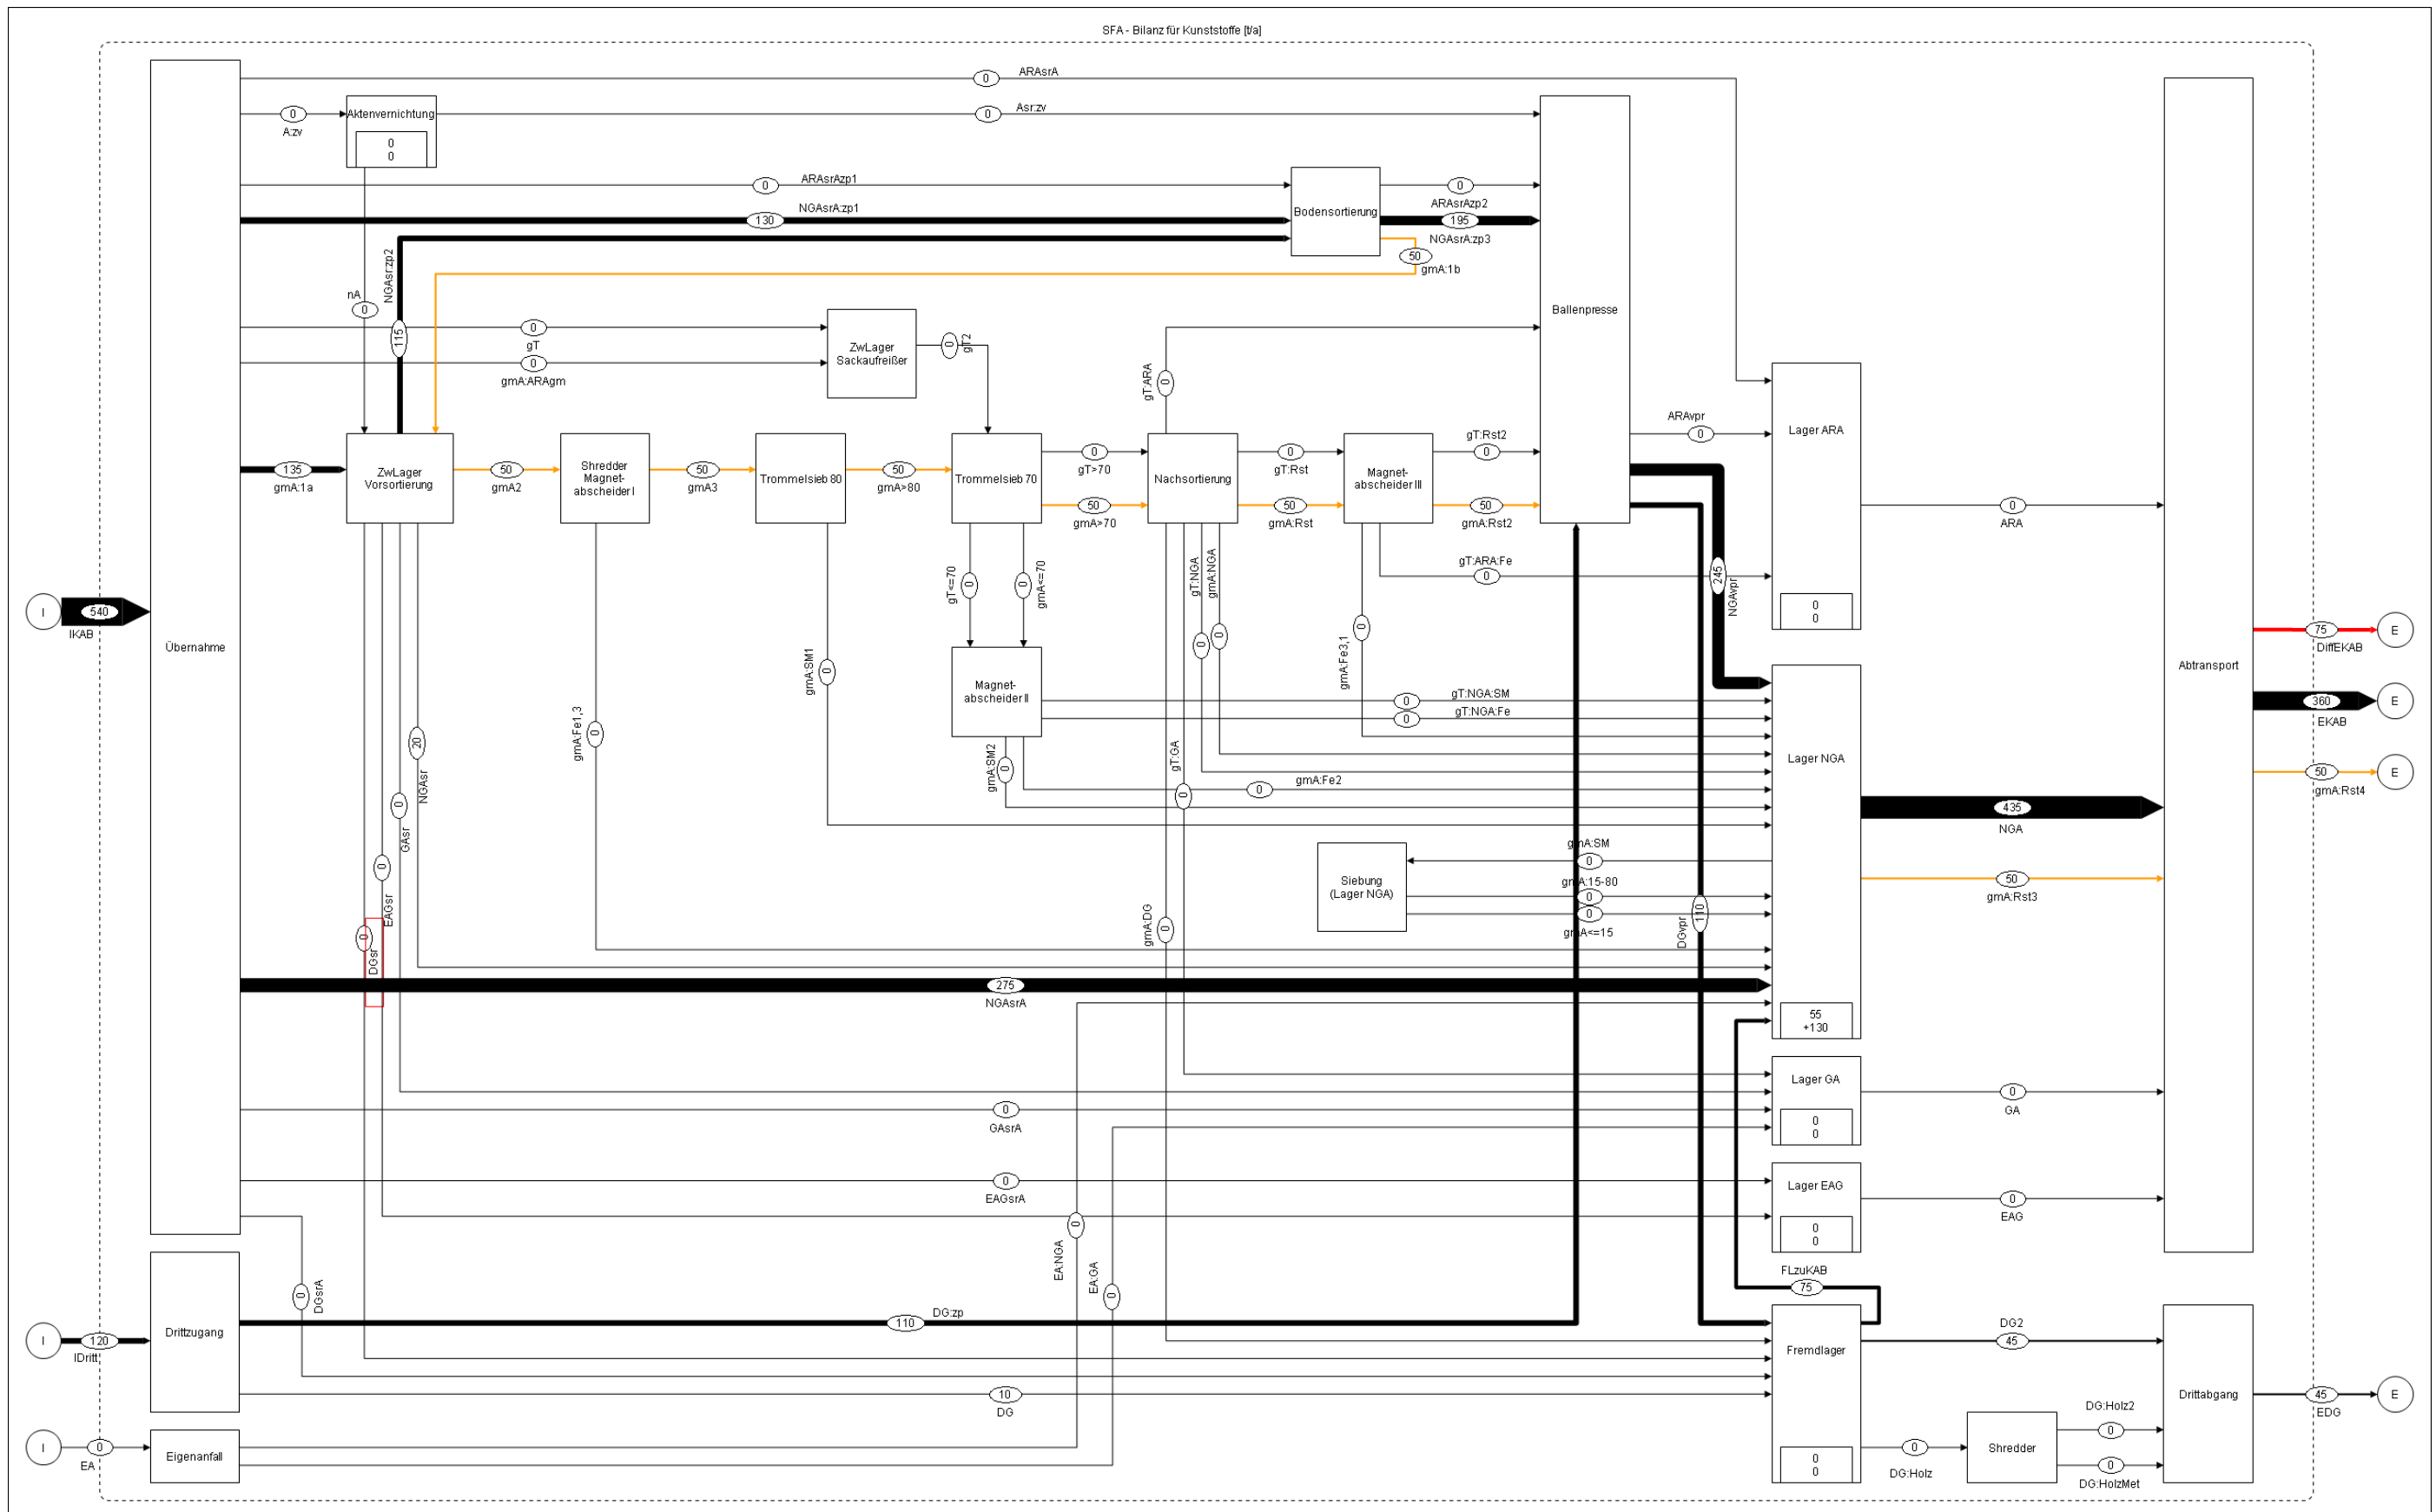 SFA - Bilanz für Kunststoffe [t/a]
0
ARAsrA
0
A:zv
Aktenvernichtung
0
0
0
Asr:zv
0
ARAsrAzp1
130
NGAsrA:zp1
Bodensortierung
0
ARAsrAzp2
195
NGAsrA:zp3
50
gmA:1b
NGAsr:zp2
115
nA
0
0
gT
0
gmA:ARAgm
ZwLager
Sackaufreißer
0
gT2
Ballenpresse
gT:ARA
0
135
gmA:1a
ZwLager
Vorsortierung
50
gmA2
Shredder
Magnet-
abscheider I
50
gmA3
Trommelsieb 80
50
gmA>80
Trommelsieb 70
0
gT>70
50
gmA>70
Nachsortierung
0
gT:Rst
50
gmA:Rst
Magnet-
abscheider III
gT:Rst2
0
50
gmA:Rst2
ARAvpr
0
Lager ARA
0
0
0
ARA
gT:ARA:Fe
0
245
NGAvpr
gT<=70
0
0
gmA<=70
gT:NGA
0
gmA:NGA
0
gmA:Fe3,1
0
I
540
IKAB
Übernahme
Magnet-
abscheider II
gT:NGA:SM
0
gT:NGA:Fe
0
gmA:SM1
0
gmA:Fe1,3
0
gmA:SM2
0
gmA:Fe2
0
gT:GA
0
20
NGAsr
0
GAsr
0
EAGsr
0
DGsr
Lager NGA
55
+130
435
NGA
50
gmA:Rst3
Abtransport
75
DiffEKAB
E
360
EKAB
E
50
gmA:Rst4
E
Siebung
(Lager NGA)
gmA:SM
0
gmA:15-80
0
0
gmA<=15
gmA:DG
0
DGvpr
110
275
NGAsrA
Lager GA
0
0
0
GA
0
GAsrA
0
EAGsrA
Lager EAG
0
0
0
EAG
EA:NGA
0
EA:GA
0
0
DGsrA
FLzuKAB
75
I
120
IDritt
Drittzugang
110
DG:zp
10
DG
Fremdlager
0
0
DG2
45
Drittabgang
45
EDG
E
I
0
EA
Eigenanfall
0
DG:Holz
Shredder
DG:Holz2
0
0
DG:HolzMet